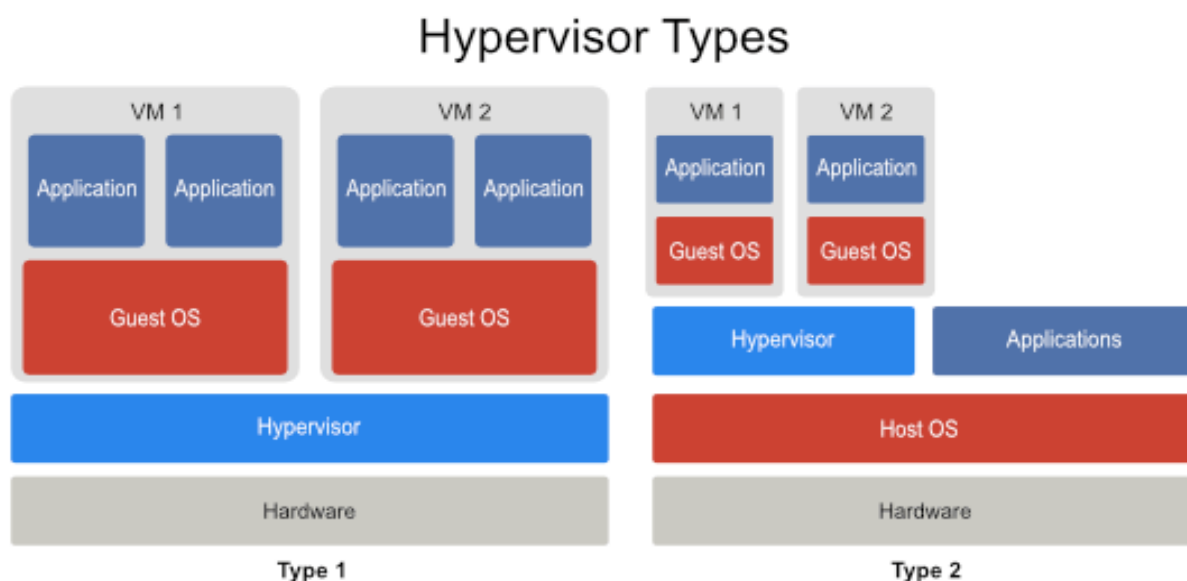 Hypervisor Types
VM 1
Application Application
Guest OS
VM 2
Application Application
Guest OS
Hypervisor
Hardware
Type 1
VM 1
Application
Guest OS
VM 2
Application
Guest OS
Hypervisor
Applications
Host OS
Hardware
Type 2